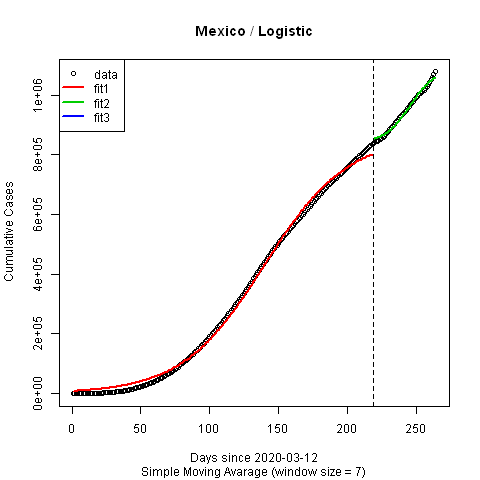 Mexico / Logistic
data
fit1
fit2
fit3
Cumulative Cases
0e+00
2e+05
4e+05
6e+05
8e+05
1e+06
0
50
100
150
200
250
Days since 2020-03-12
Simple Moving Avarage (window size = 7)